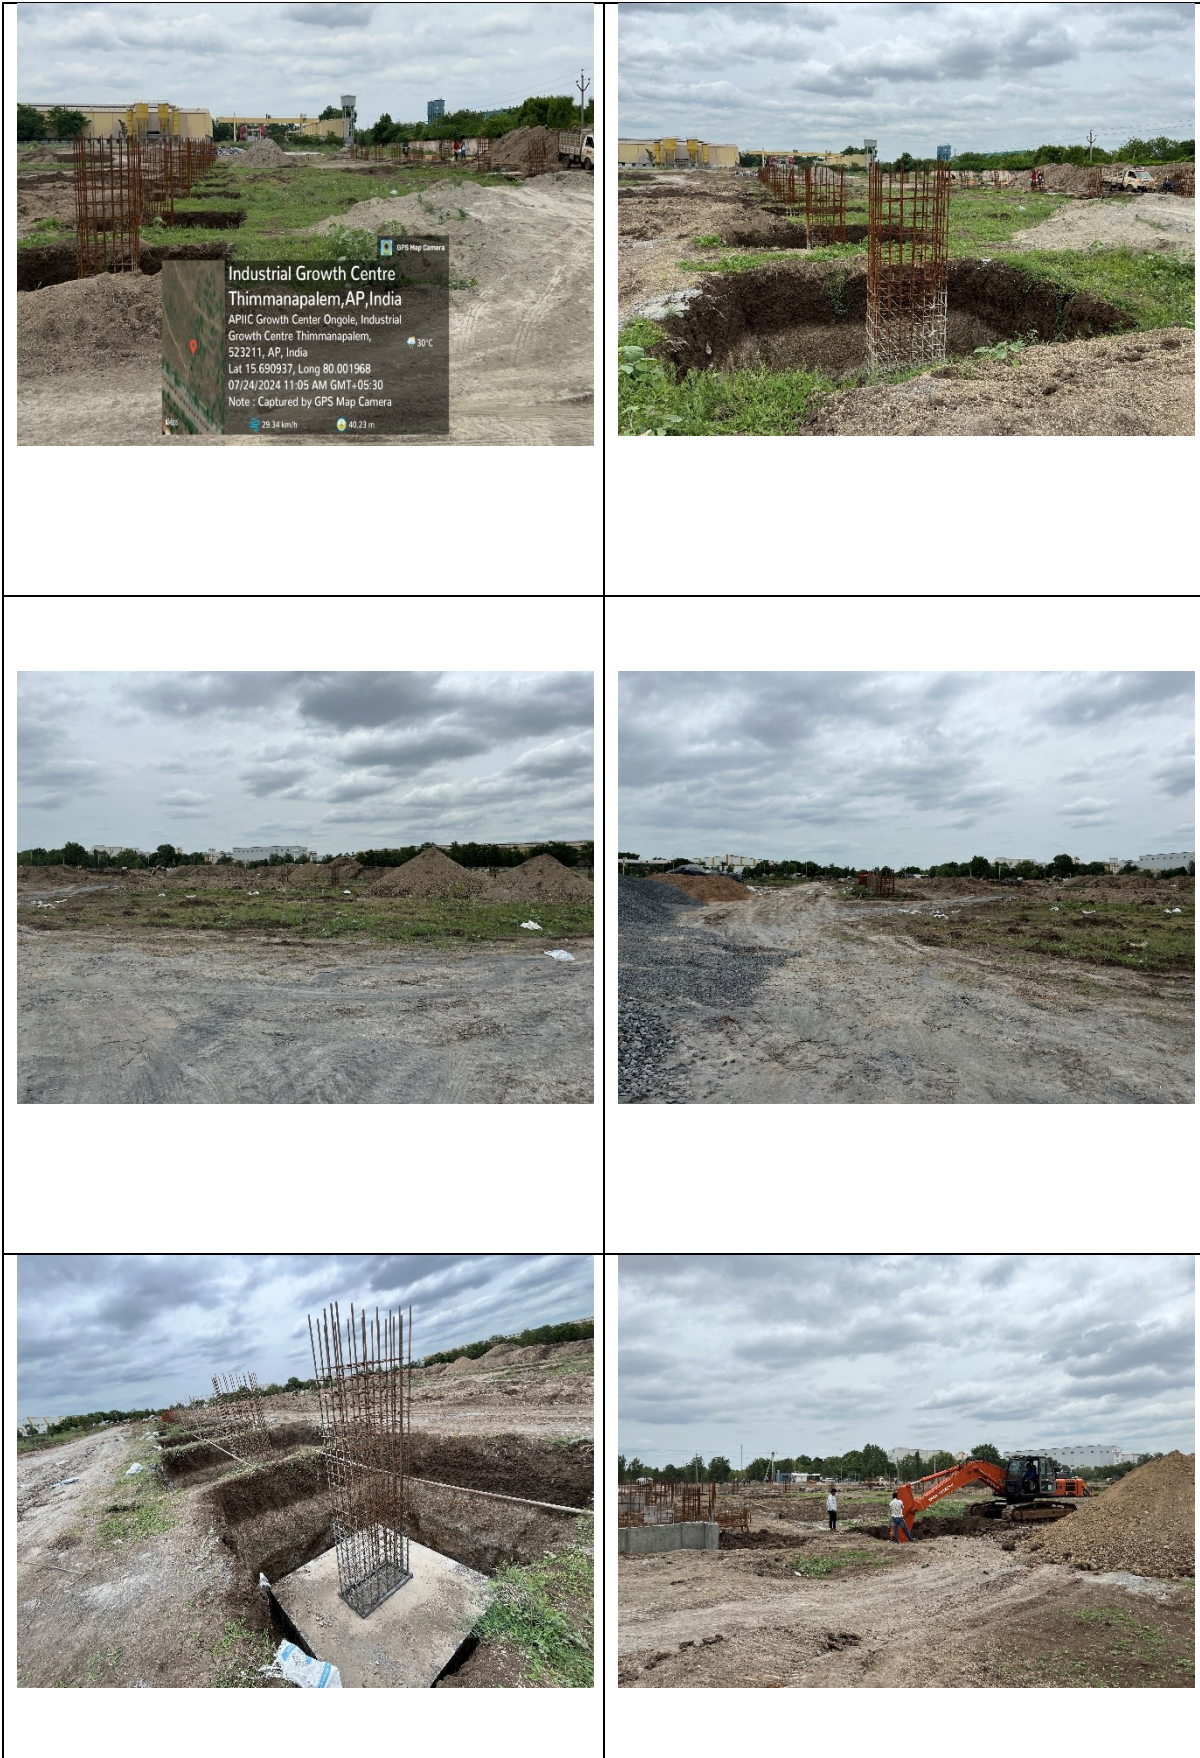 GPS Map Camera
Industrial Growth Centre
Thimmanapalem,AP,India
APIIC Growth Center Ongole, Industrial
Growth Centre Thimmanapalem,
523211, AP, India
30°C
Lat 15.690937, Long 80.001968
07/24/2024 11:05 AM GMT+05:30
Note : Captured by GPS Map Camera
29.34 km/h
40.23 m